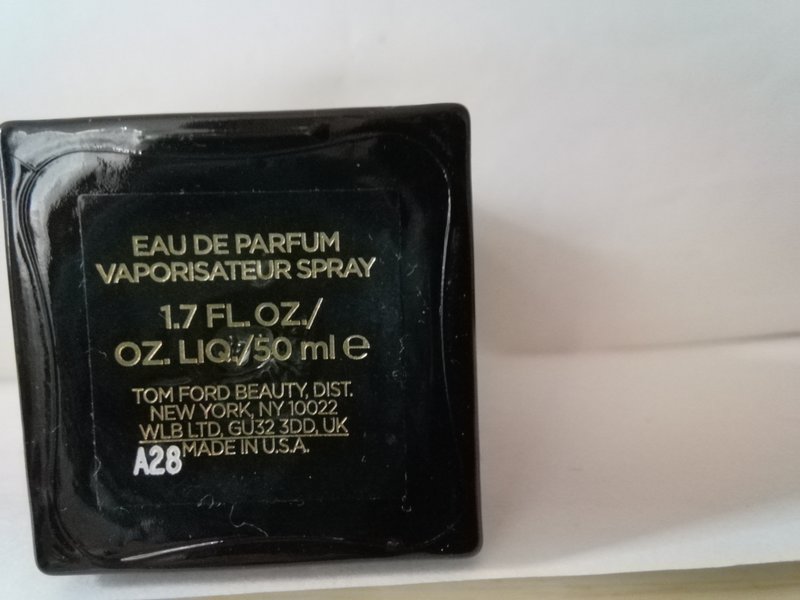 EAU DE PARFUM
VAPORISATEUR SPRAY
1.7 FL. OZ./
OZ. LIQ./50 ml ℮
TOM FORD BEAUTY, DIST.
NEW YORK, NY 10022
WLB LTD, GU32 3DD, UK
MADE IN U.S.A.
A28